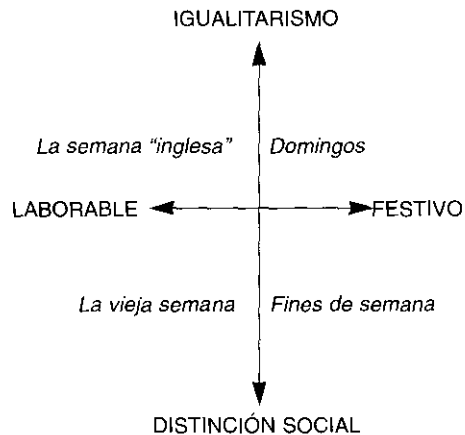 IGUALITARISMO
La semana "inglesa" Domingos
LABORABLE FESTIVO
La vieja semana Fines de semana
DISTINCIÓN SOCIAL